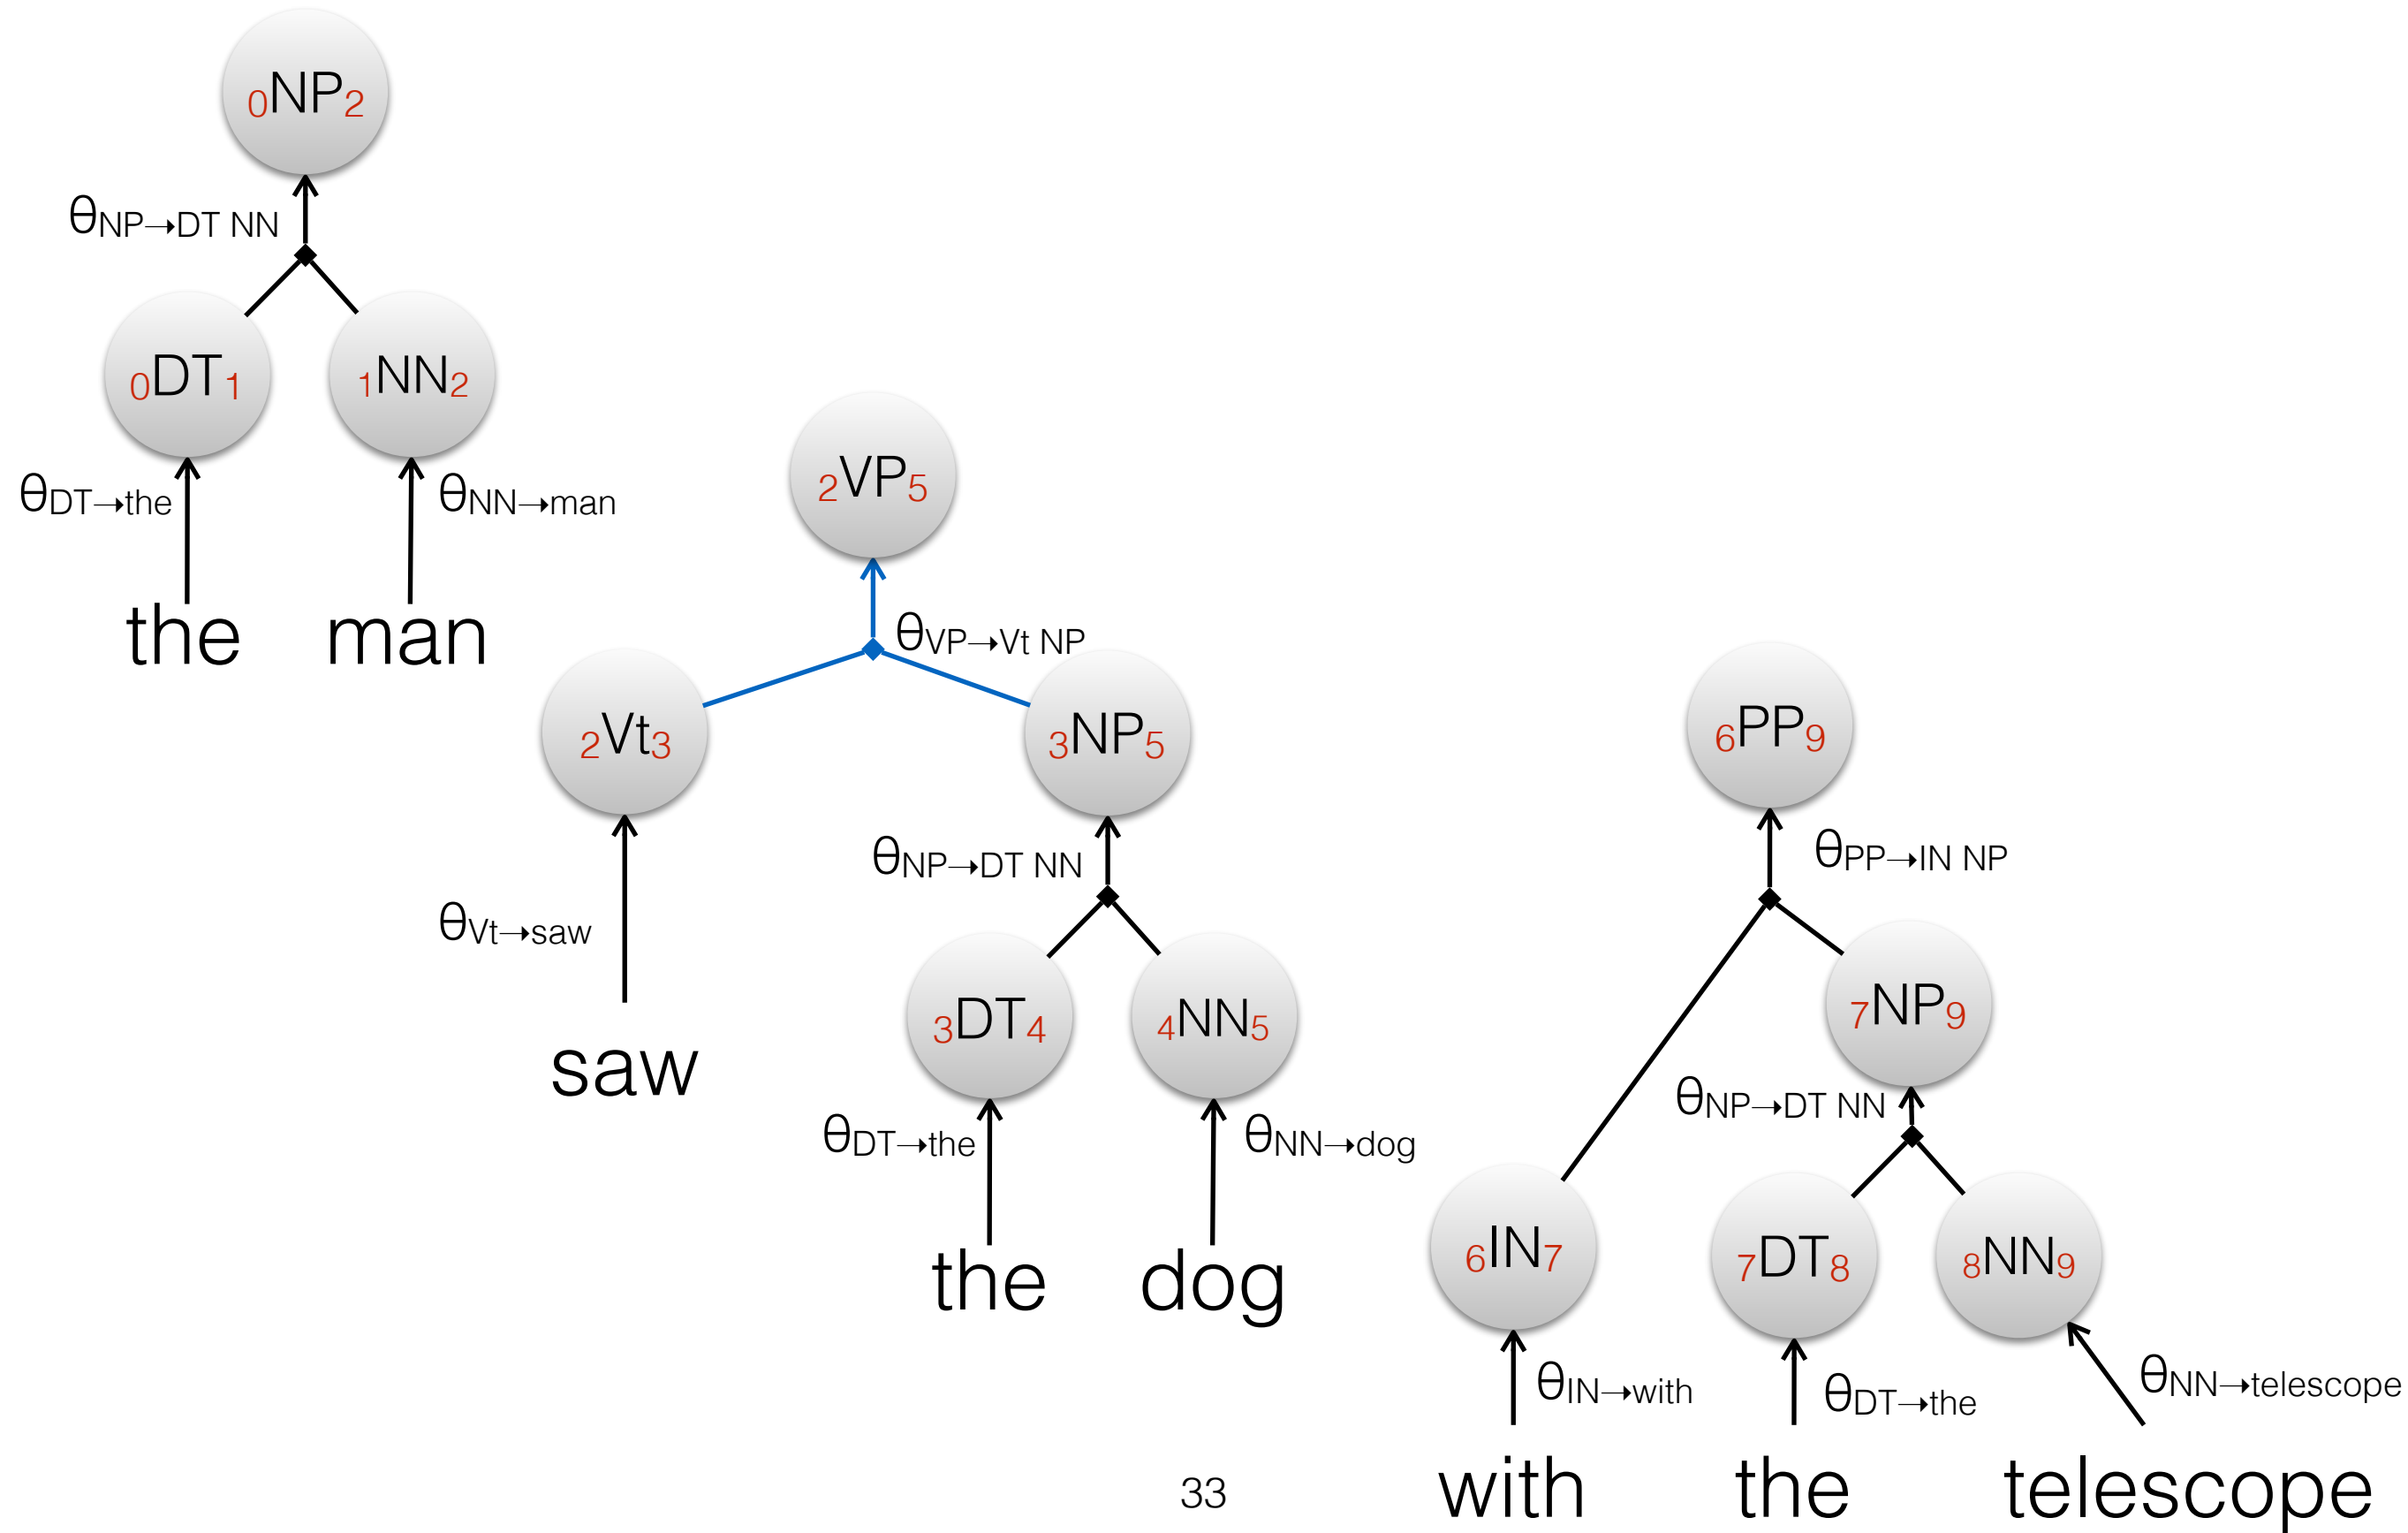 0NP2
θNP→DT NN
0DT1 1NN2
θDT→the θNN→man
the man
2VP5
θVP→Vt NP
2Vt3 3NP5
θNP→DT NN
θVt→saw
saw
3DT4 4NN5
θDT→the θNN→dog
the dog
6PP9
θPP→IN NP
7NP9
θNP→DT NN
6IN7 7DT8 8NN9
θIN→with θDT→the θNN→telescope
with the telescope
33